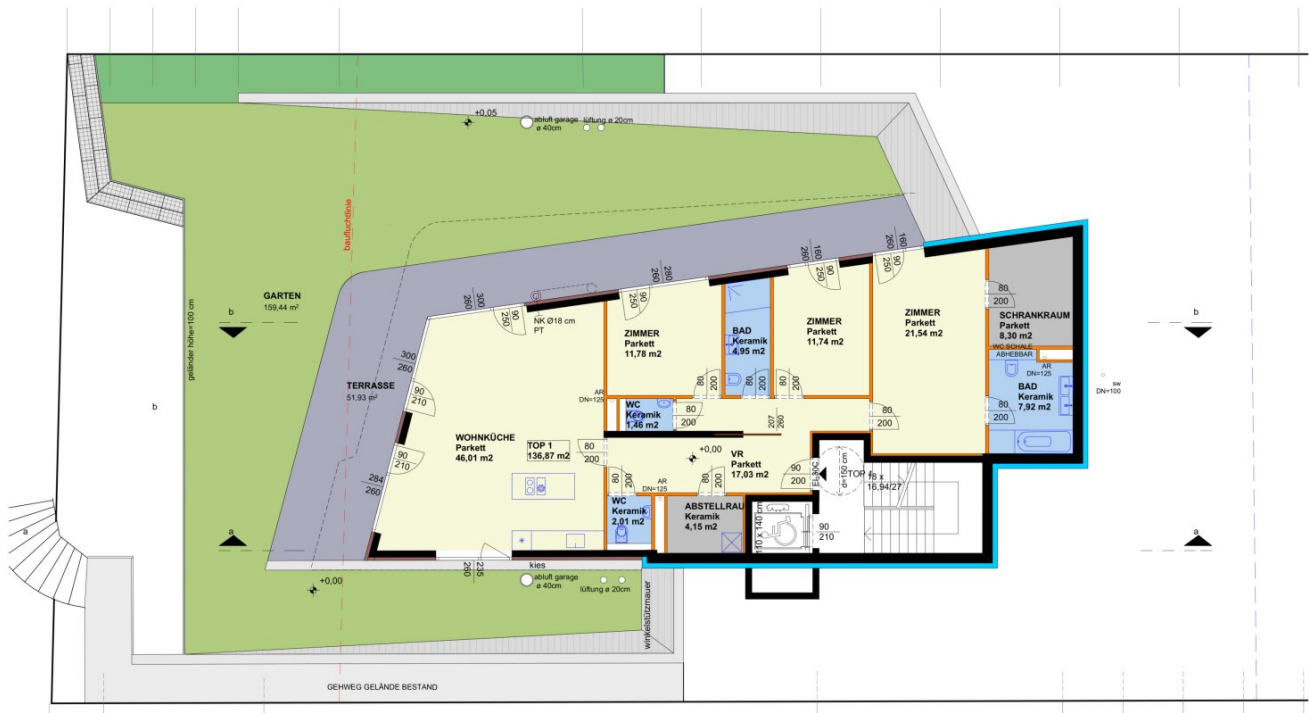 +0,05
abluft garage
ø 40cm
lüftung ø 20cm
baufluchtlinie
geländer höhe=100 cm
GARTEN
159,44 m²
b
b
b
TERRASSE
51,93 m²
300
260
90
250
280
260
90
250
160
260
90
250
160
260
90
250
NK Ø18 cm
PT
ZIMMER
Parkett
11,78 m2
BAD
Keramik
4,95 m2
ZIMMER
Parkett
11,74 m2
ZIMMER
Parkett
21,54 m2
80
200
SCHRANKRAUM
Parkett
8,30 m2
WC SCHALE
ABHEBBAR
AR
DN=125
BAD
Keramik
7,92 m2
80
200
sw
DN=100
300
260
90
210
90
210
284
260
AR
DN=125
WC
Keramik
1,46 m2
80
200
80
200
80
200
207
260
80
200
WOHNKÜCHE
Parkett
46,01 m2
TOP 1
136,87 m2
80
200
+0,00
VR
Parkett
17,03 m2
90
200
EI₂30C
d=150 cm
TOP 1
18 x
16,94/27
AR
DN=125
80
200
80
200
WC
Keramik
2,01 m2
ABSTELLRAU
Keramik
4,15 m2
110 x 140 cm
90
210
a
a
a
kies
235
260
+0,00
abluft garage
ø 40cm
lüftung ø 20cm
winkelstützmauer
GEHWEG GELÄNDE BESTAND